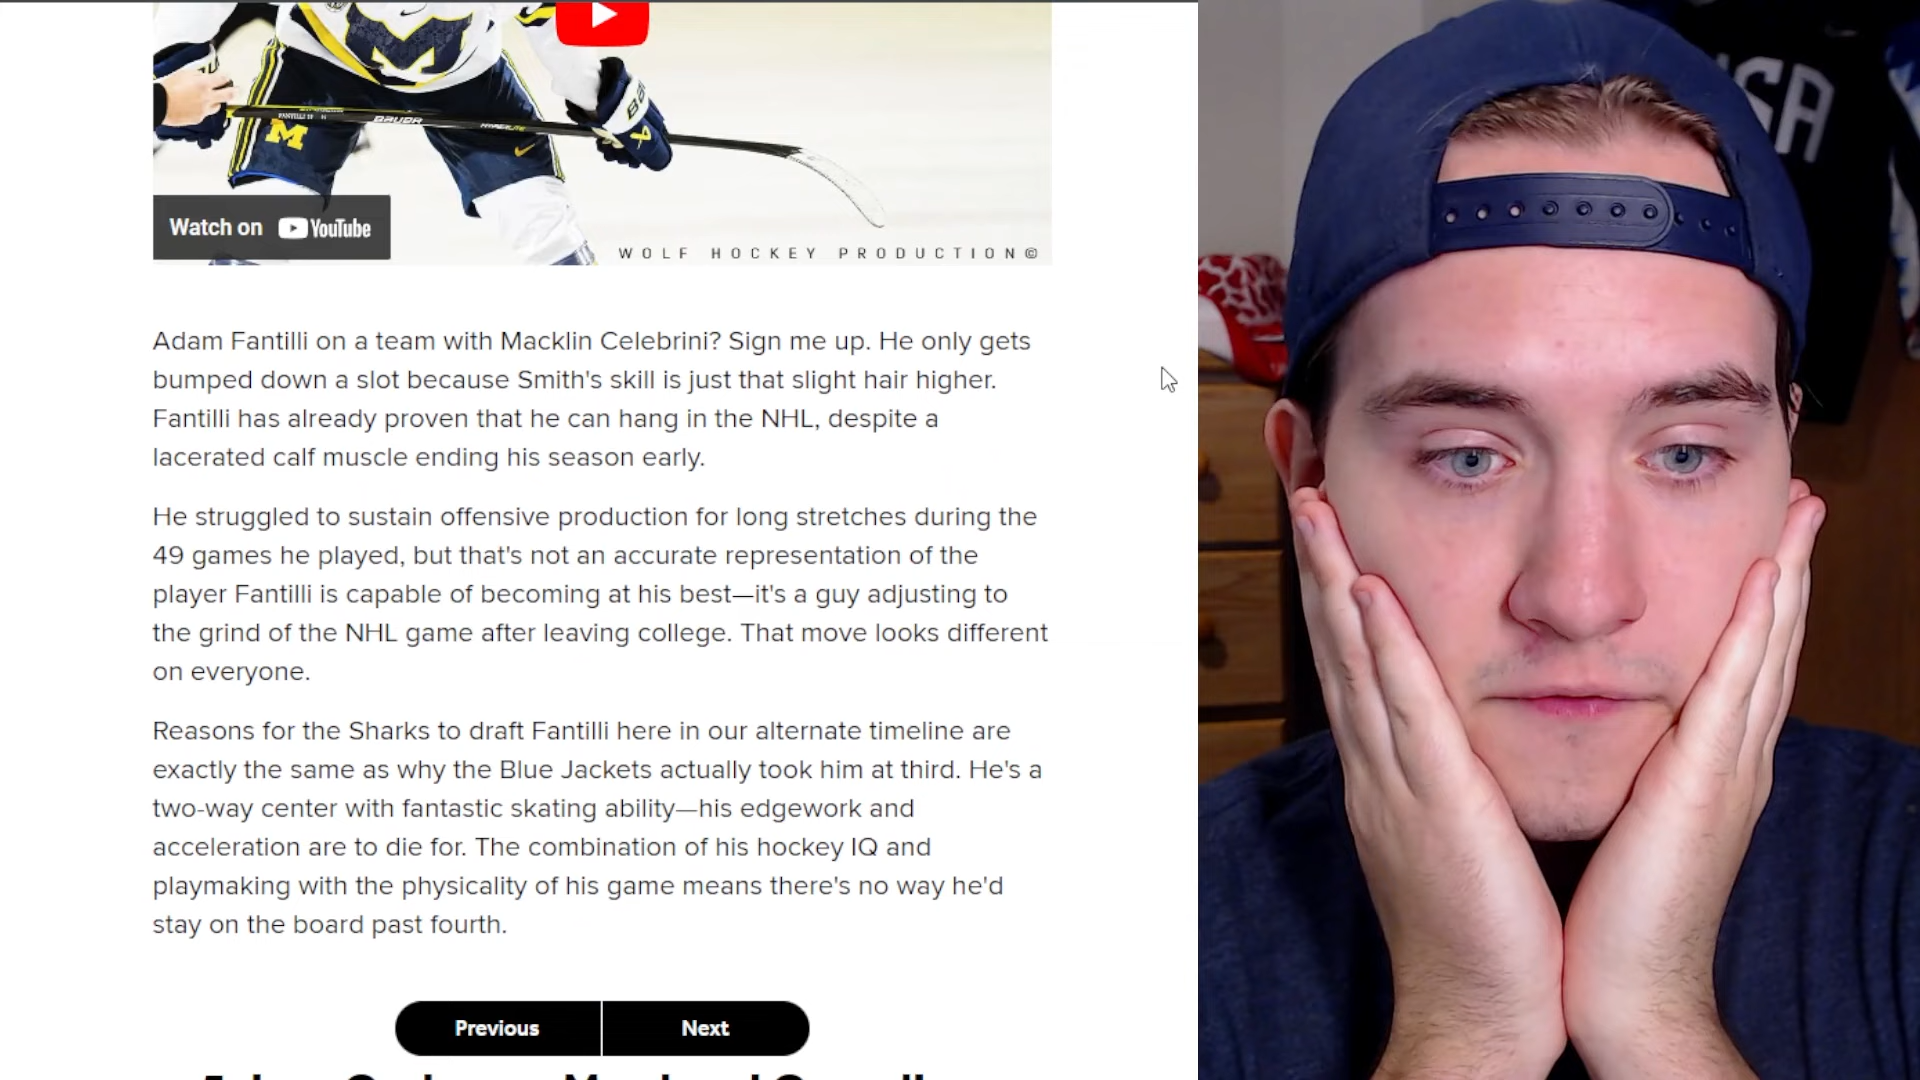 M
BAUER
M
Watch on YouTube
WOLF HOCKEY PRODUCTION©
Adam Fantilli on a team with Macklin Celebrini? Sign me up. He only gets
bumped down a slot because Smith's skill is just that slight hair higher.
Fantilli has already proven that he can hang in the NHL, despite a
lacerated calf muscle ending his season early.
He struggled to sustain offensive production for long stretches during the
49 games he played, but that's not an accurate representation of the
player Fantilli is capable of becoming at his best—it's a guy adjusting to
the grind of the NHL game after leaving college. That move looks different
on everyone.
Reasons for the Sharks to draft Fantilli here in our alternate timeline are
exactly the same as why the Blue Jackets actually took him at third. He's a
two-way center with fantastic skating ability—his edgework and
acceleration are to die for. The combination of his hockey IQ and
playmaking with the physicality of his game means there's no way he'd
stay on the board past fourth.
Previous
Next